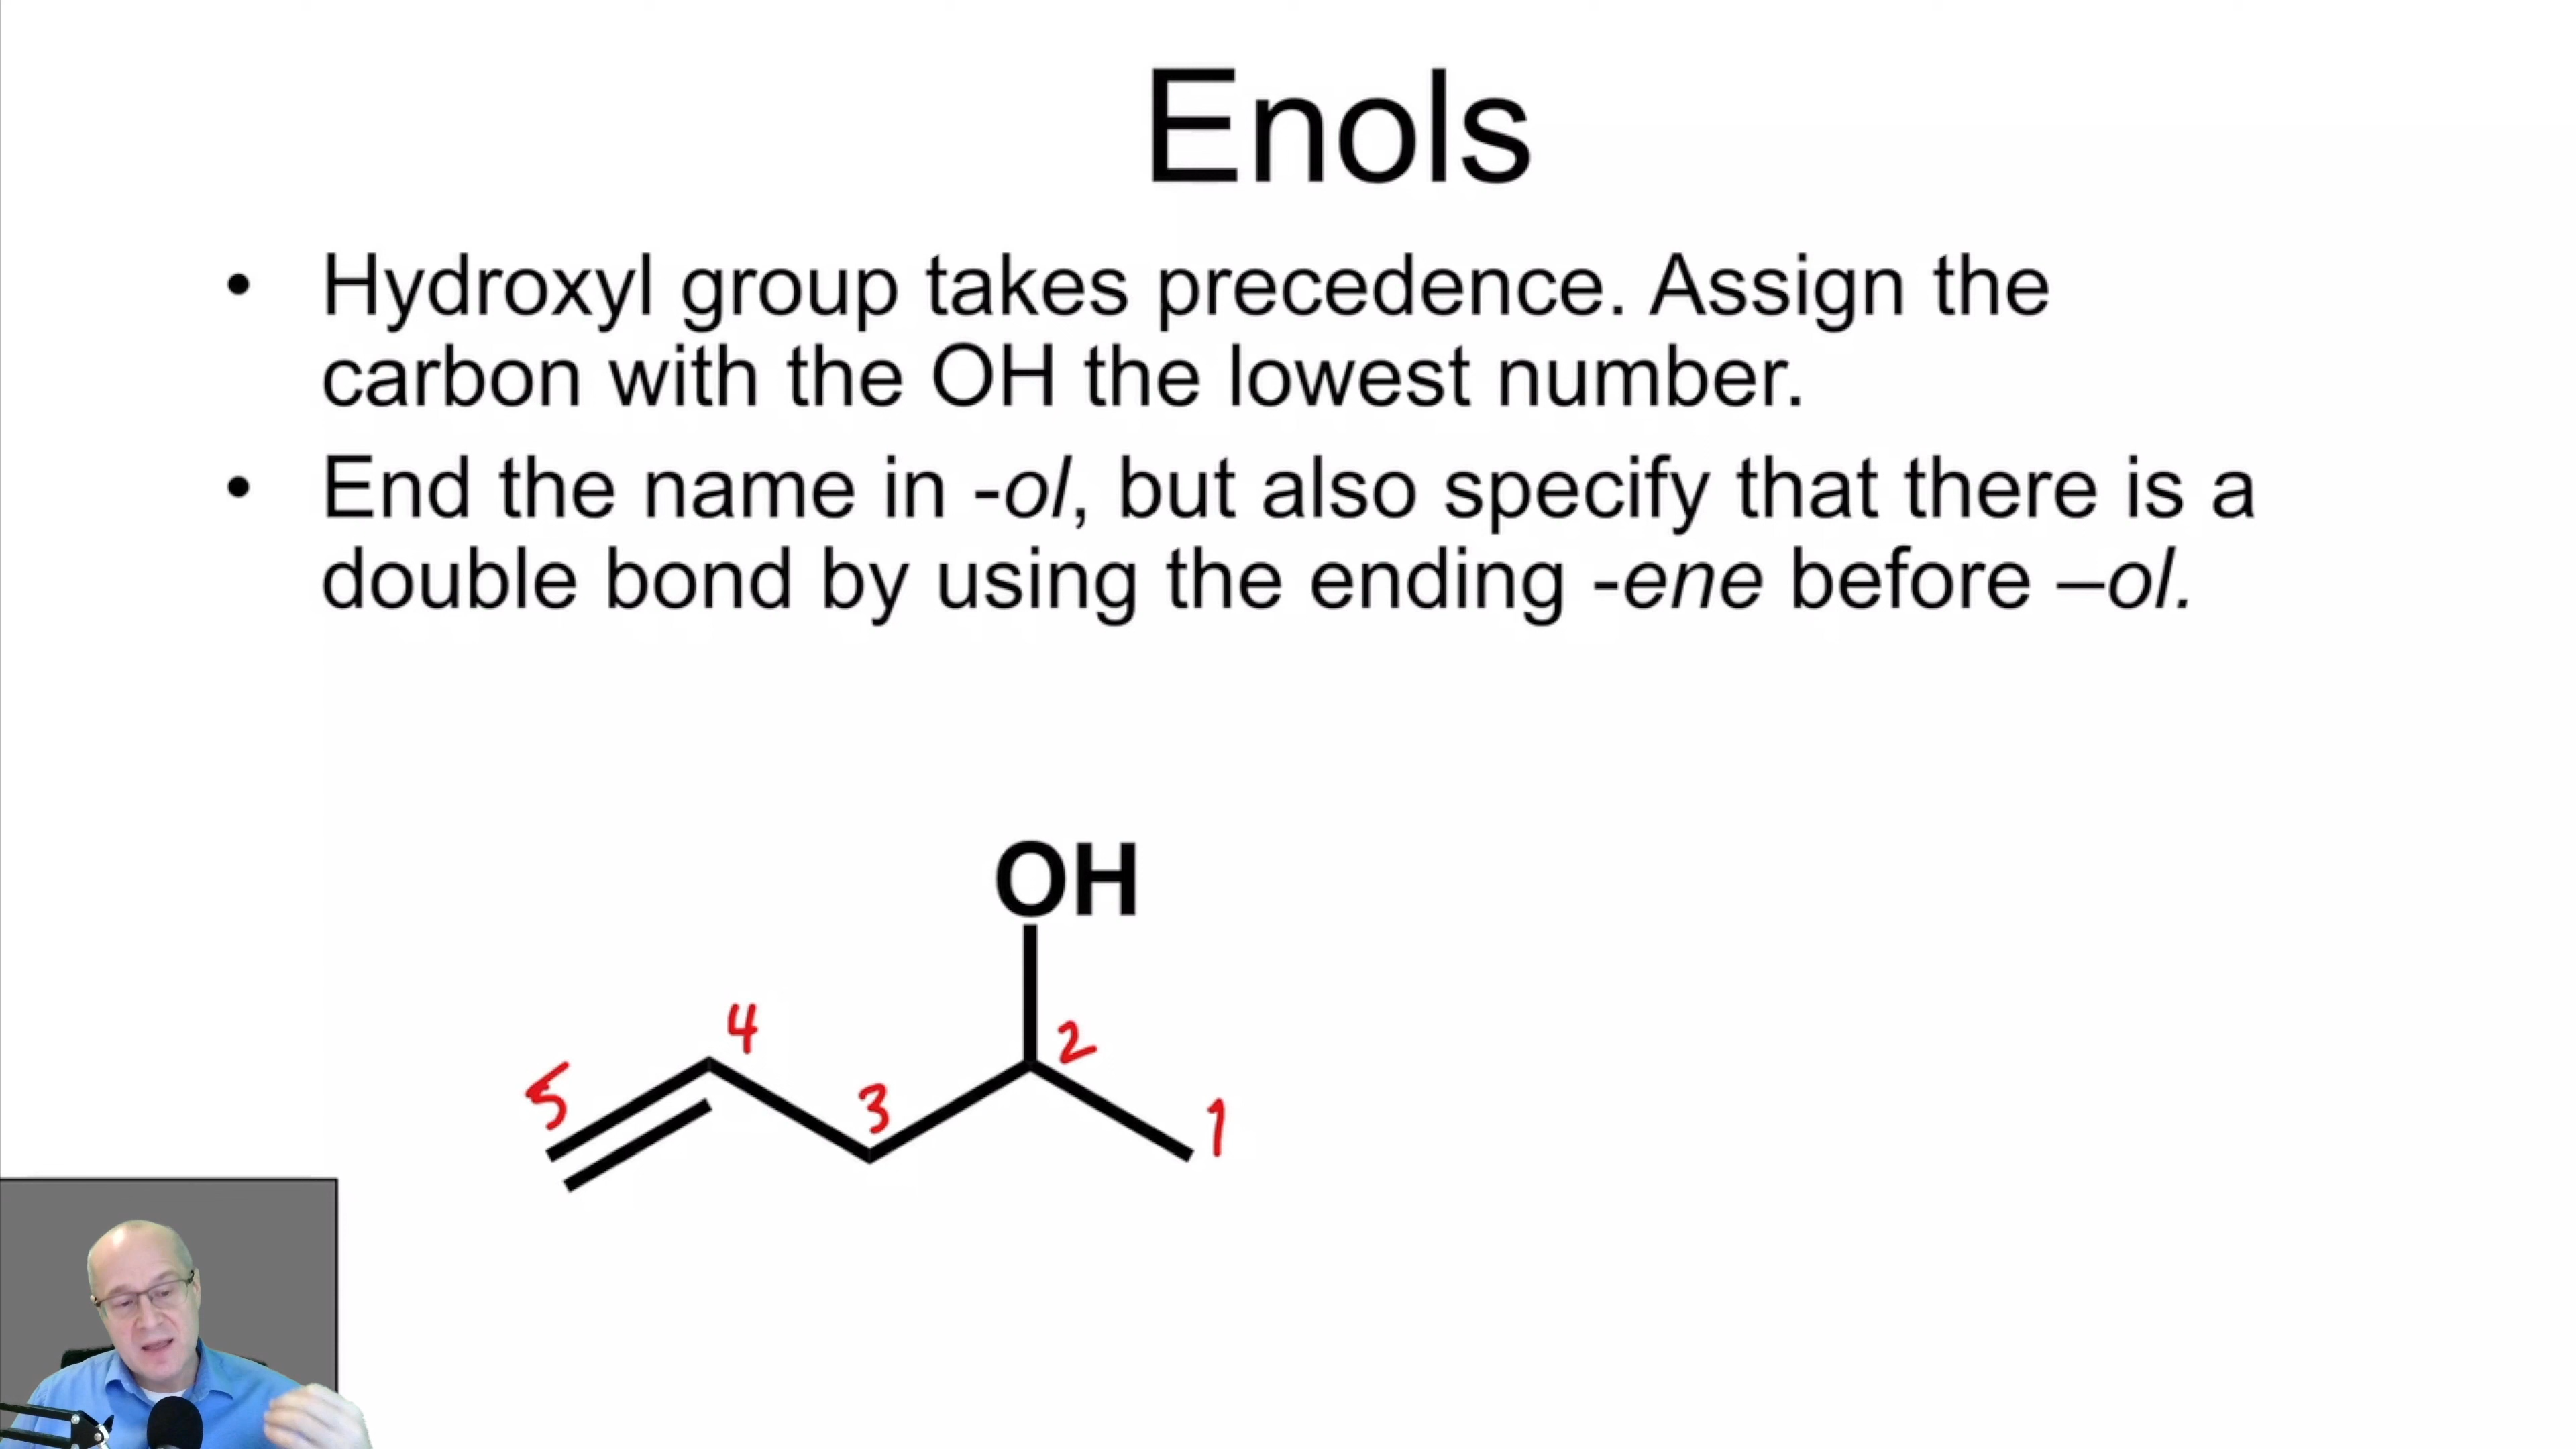 Enols
• Hydroxyl group takes precedence. Assign the
carbon with the OH the lowest number.
• End the name in -ol, but also specify that there is a
double bond by using the ending -ene before –ol.
OH
4
2
5
3
1